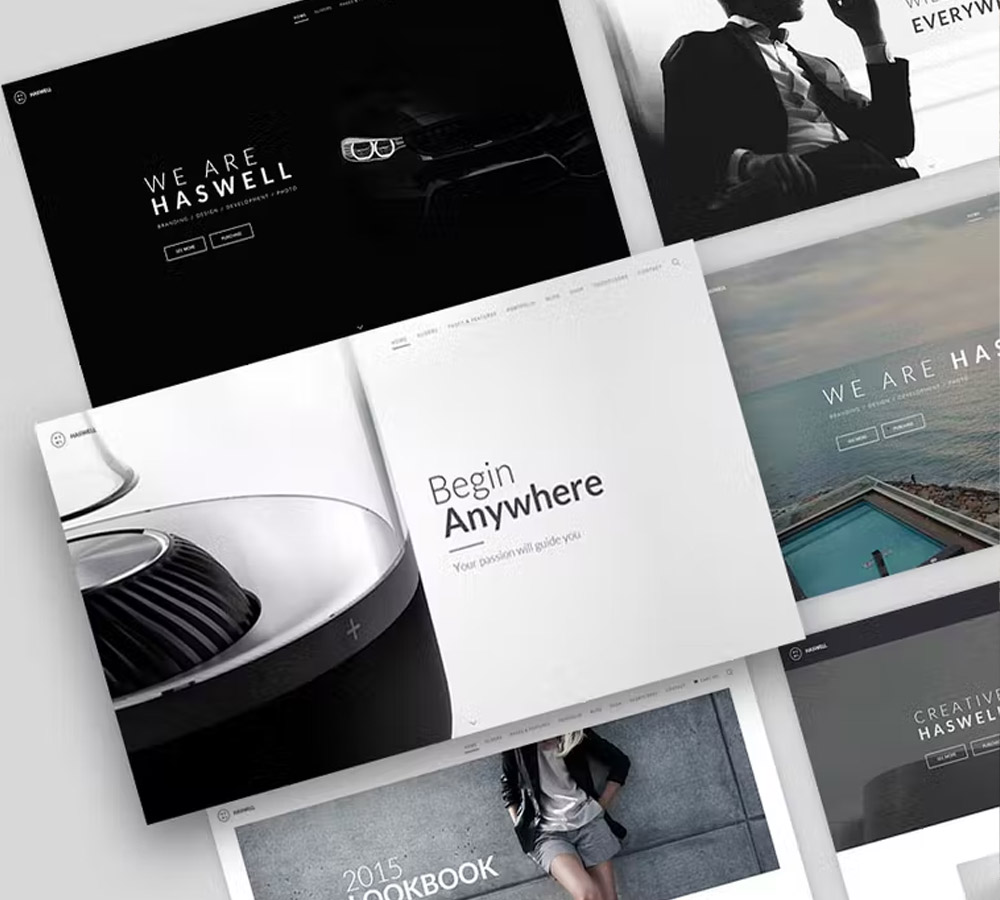 HOME SLIDERS
HASWELL
WE ARE
HASWELL
BRANDING / DESIGN / DEVELOPMENT / PHOTO
SEE MORE PURCHASE
EVERYW
HOME SLIDERS PAGES & FEATURES PORTFOLIO BLOG SHOP SHORTCODES CONTACT
HASWELL
Begin
Anywhere
Your passion will guide you
HOME
HASWELL
WE ARE HAS
BRANDING / DESIGN / DEVELOPMENT / PHOTO
SEE MORE PURCHASE
HASWELL
CREATIVE
HASWELL
SEE MORE
HOME SLIDERS PAGES & FEATURES PORTFOLIO BLOG SHOP SHORTCODES CONTACT
HASWELL
2015
LOOKBOOK